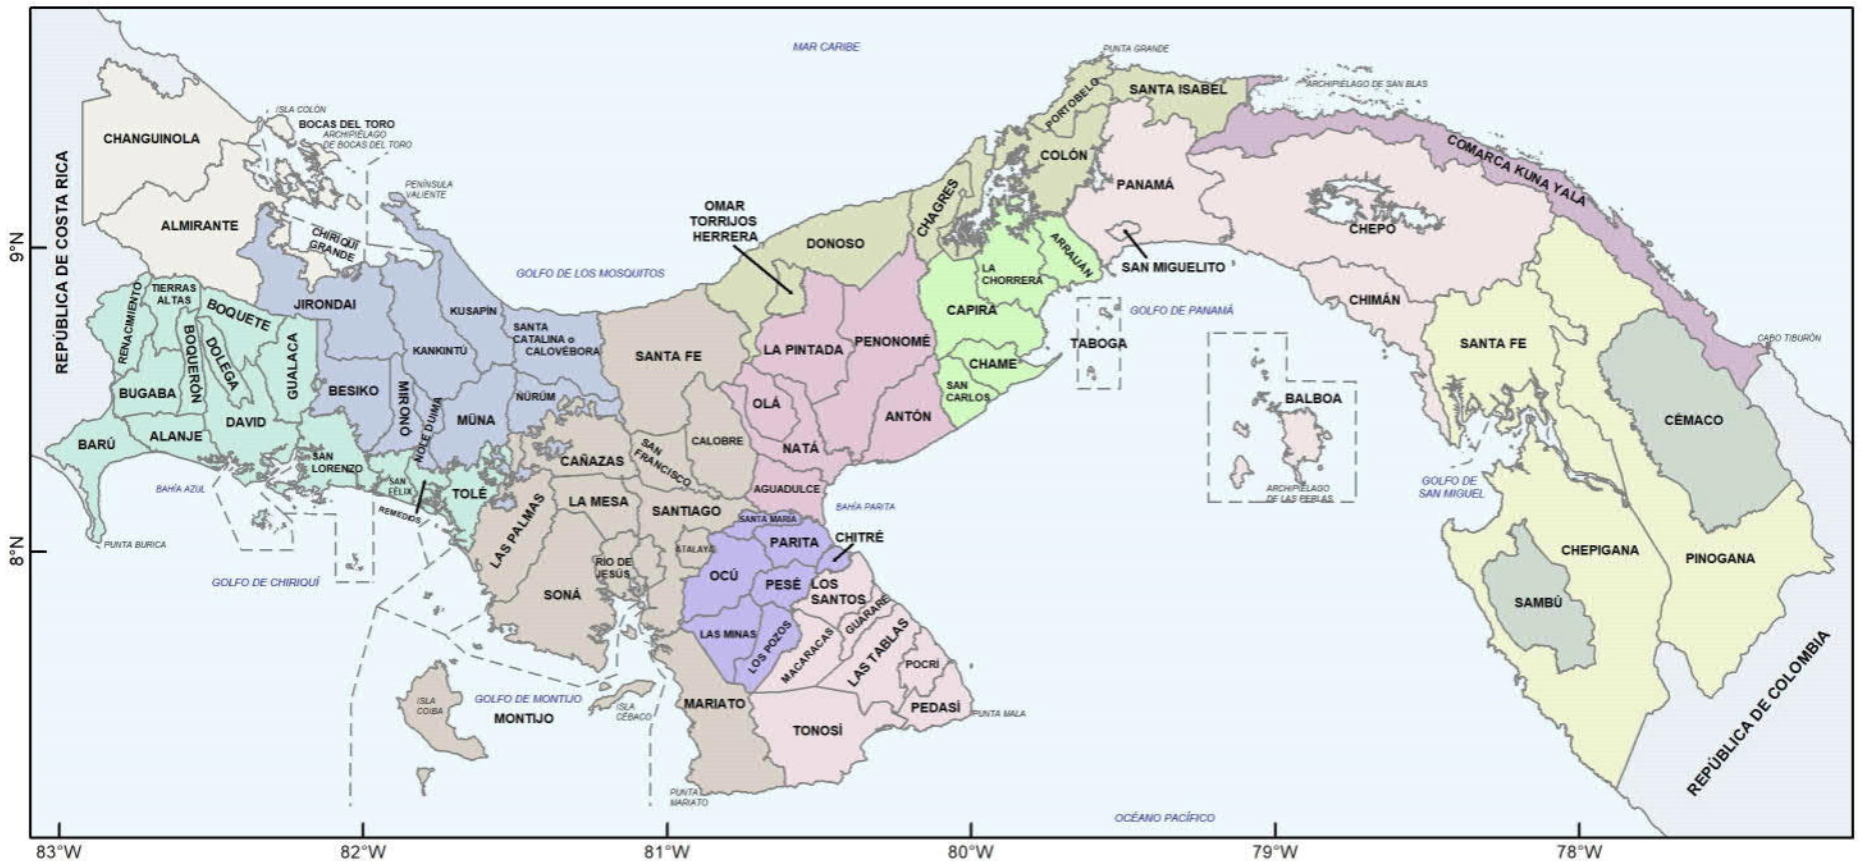 MAR CARIBE
PUNTA GRANDE
ARCHIPIÉLAGO DE SAN BLAS
SANTA ISABEL
PORTOBELO
ISLA COLÓN
BOCAS DEL TORO
ARCHIPIÉLAGO
DE BOCAS DEL TORO
CHANGUINOLA
COLÓN
COMARCA KUNA YALA
REPÚBLICA DE COSTA RICA
PENÍNSULA
VALIENTE
PANAMÁ
OMAR
TORRIJOS
HERRERA
CHAGRES
ALMIRANTE
CHIRIQUÍ
GRANDE
DONOSO
CHEPO
9°N
ARRAUÁN
SAN MIGUELITO
GOLFO DE LOS MOSQUITOS
LA
CHORRERA
TIERRAS
ALTAS
JIRONDAI
KUSAPÍN
CHIMÁN
BOQUETE
CAPIRA
GOLFO DE PANAMÁ
RENACIMIENTO
SANTA
CATALINA o
CALOVÉBORA
CABO TIBURÓN
BOQUERÓN
DOLEGA
GUALACA
KANKINTÚ
SANTA FE
LA PINTADA
PENONOMÉ
TABOGA
SANTA FE
CHAME
BUGABA
BESIKO
MIRONÓ
ÑÜRÜM
SAN
CARLOS
BALBOA
OLÁ
DAVID
NOLE DUIMA
MÜNA
ANTÓN
CÉMACO
BARÚ
ALANJE
CALOBRE
NATÁ
SAN
LORENZO
CAÑAZAS
SAN
FRANCISCO
BAHÍA AZUL
SAN
FÉLIX
TOLÉ
AGUADULCE
GOLFO DE
SAN MIGUEL
ARCHIPIÉLAGO
DE LAS PERLAS
REMEDIOS
LAS PALMAS
LA MESA
SANTIAGO
BAHÍA PARITA
SANTA MARIA
PUNTA BURICA
8°N
ATALAYA
PARITA
CHITRÉ
CHEPIGANA
PINOGANA
RIO DE
JESÚS
OCÚ
PESÉ
LOS
SANTOS
GOLFO DE CHIRIQUÍ
SONÁ
SAMBÚ
GUARARÉ
LAS MINAS
LOS POZOS
MACARACAS
LAS TABLAS
POCRÍ
REPÚBLICA DE COLOMBIA
ISLA
COIBA
GOLFO DE MONTIJO
MONTIJO
ISLA
CÉBACO
MARIATO
PEDASÍ
PUNTA MALA
TONOSÍ
PUNTA
MARIATO
OCÉANO PACÍFICO
83°W
82°W
81°W
80°W
79°W
78°W